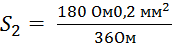 S₂ = 180 Ом0,2 мм² / 36Ом